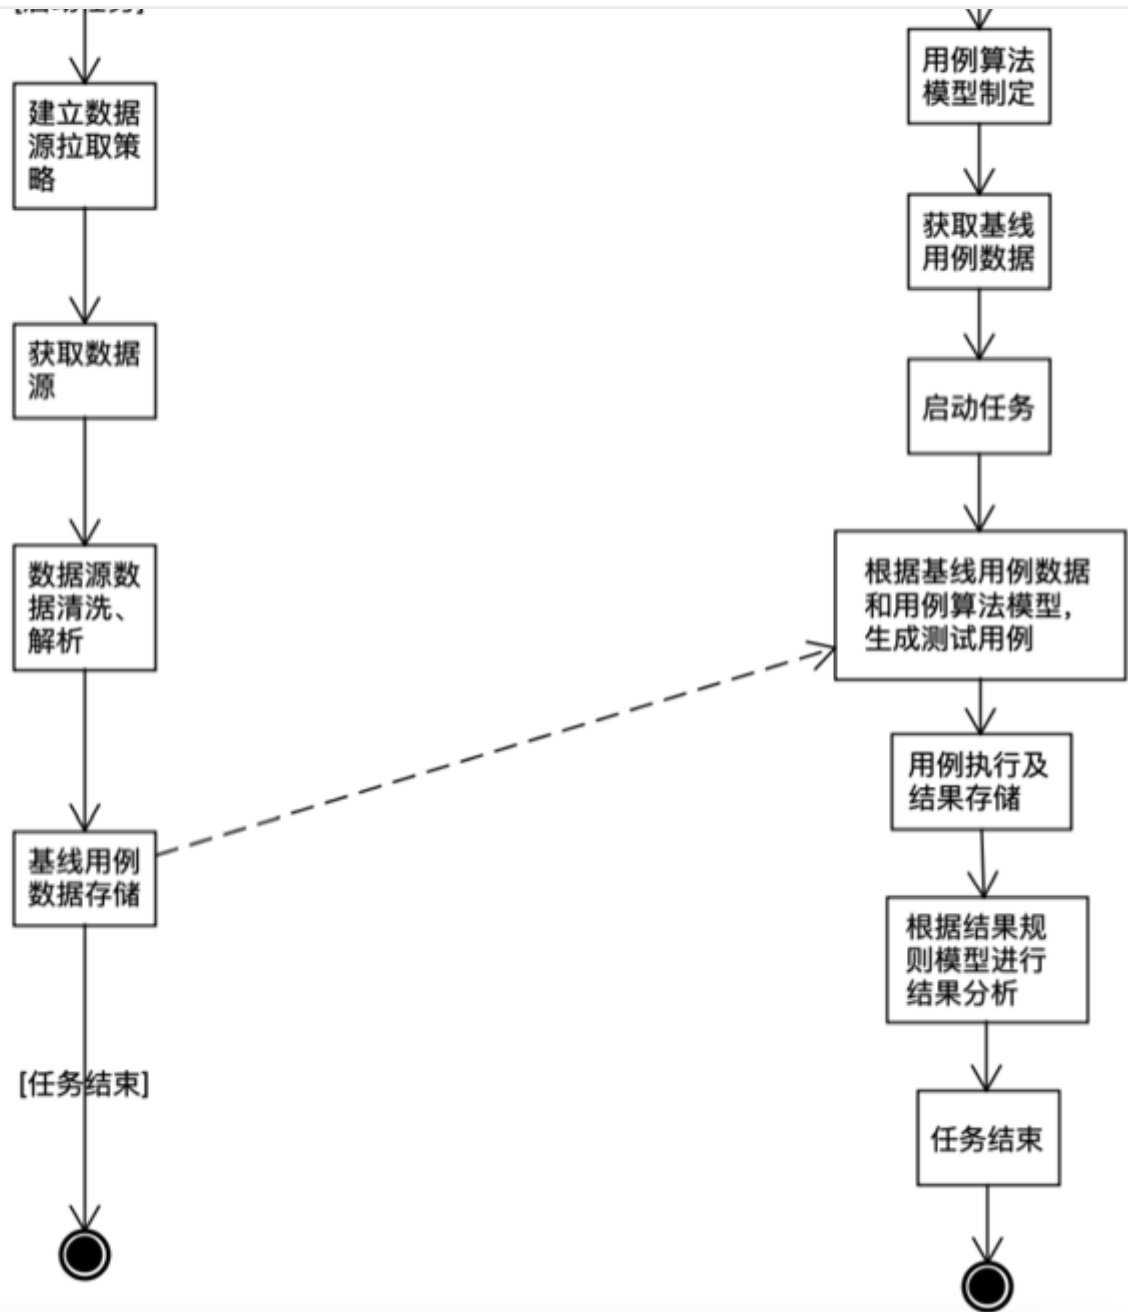 建立数据
源拉取策
略
获取数据
源
数据源数
据清洗、
解析
基线用例
数据存储
[任务结束]
用例算法
模型制定
获取基线
用例数据
启动任务
根据基线用例数据
和用例算法模型，
生成测试用例
用例执行及
结果存储
根据结果规
则模型进行
结果分析
任务结束